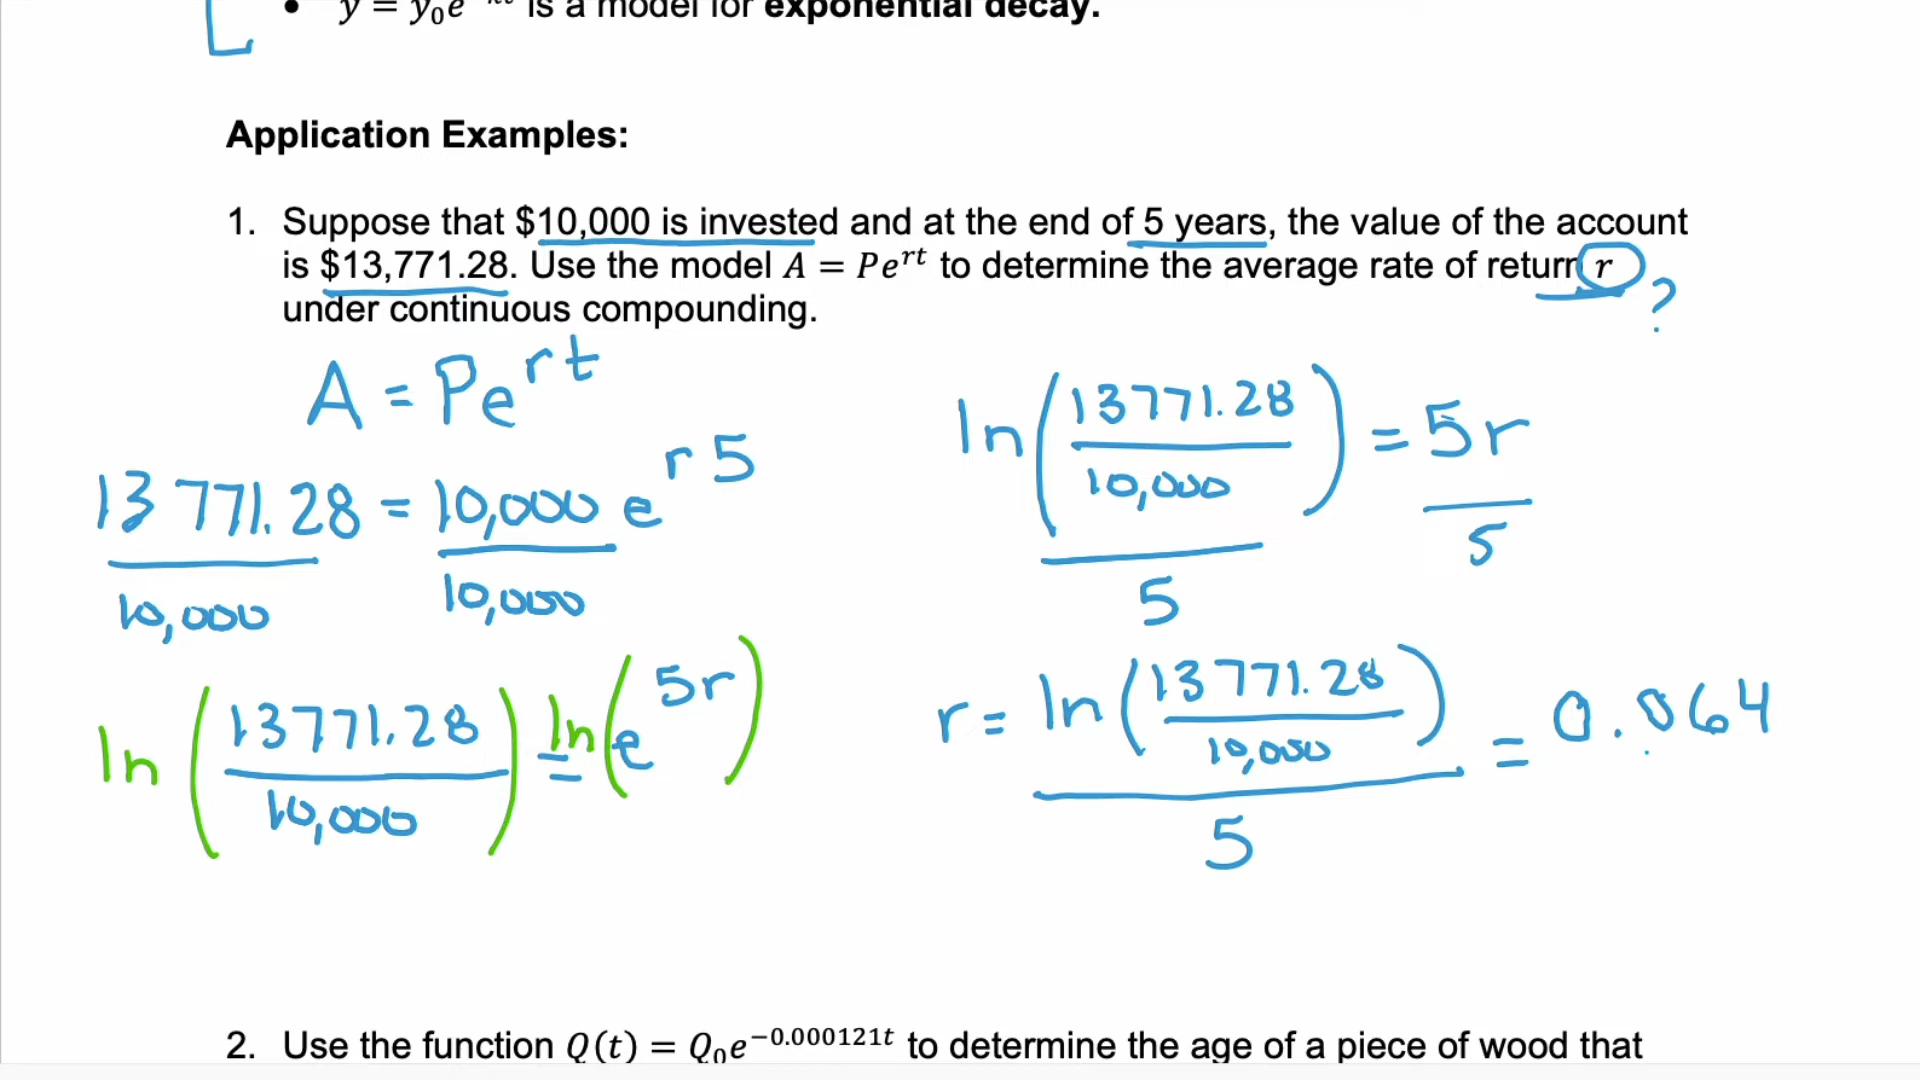 • y = y₀e is a model for exponential decay.
Application Examples:
1. Suppose that $10,000 is invested and at the end of 5 years, the value of the account
is $13,771.28. Use the model A = Pe^rt to determine the average rate of return r
under continuous compounding.
?
A = Pe^rt
13 771.28 = 10,000 e^r5
10,000 10,000
ln(13771.28/10,000) = ln(e^5r)
ln(13771.28/10,000) = 5r
5 5
r = ln(13771.28/10,000)/5 = 0.064
2. Use the function Q(t) = Q₀e^−0.000121t to determine the age of a piece of wood that